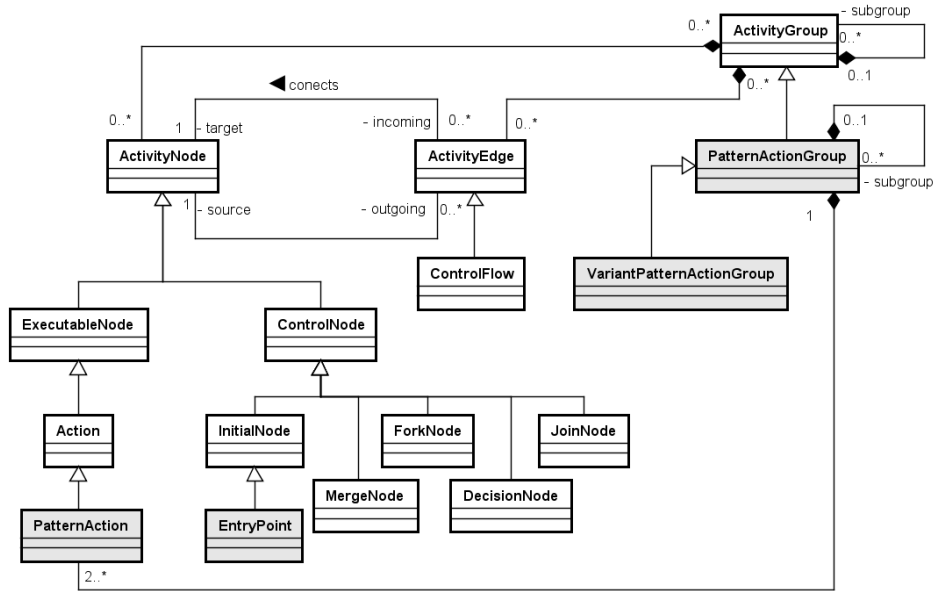 - subgroup
0..*
ActivityGroup
0..*
0..1
0..*
conects
0..*
1
- target
- incoming
0..*
0..*
0..1
ActivityNode
ActivityEdge
PatternActionGroup
0..*
- subgroup
1
- source
- outgoing
0..*
1
ControlFlow
VariantPatternActionGroup
ExecutableNode
ControlNode
Action
InitialNode
ForkNode
JoinNode
MergeNode
DecisionNode
PatternAction
EntryPoint
2..*